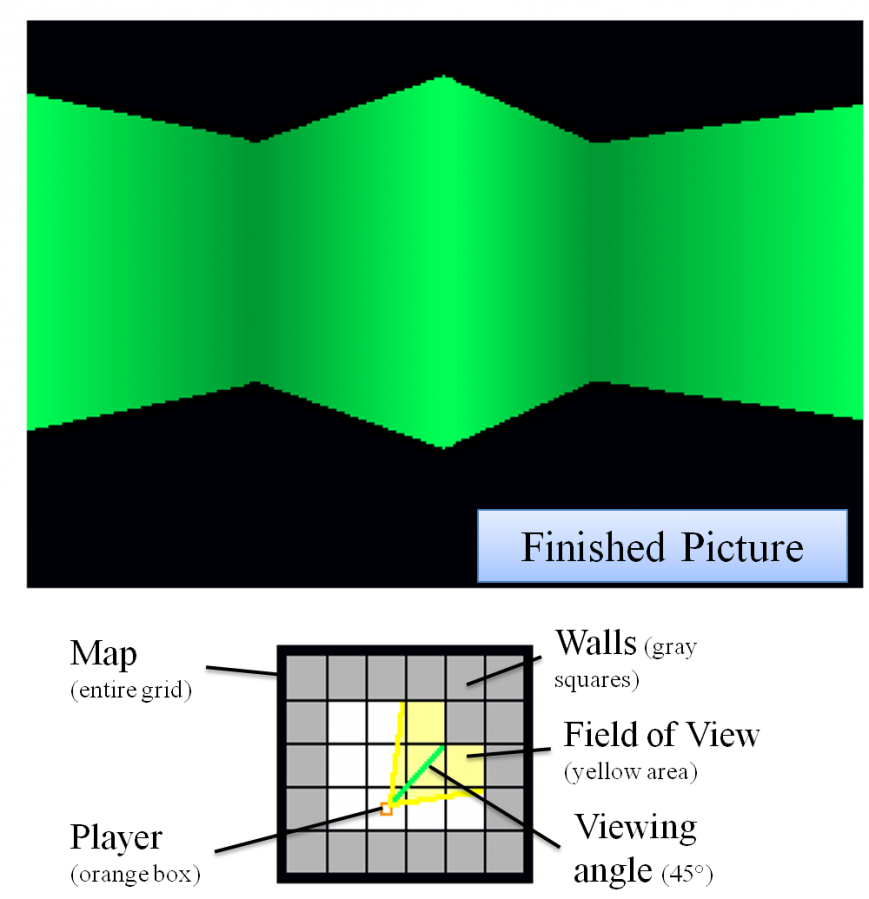 Finished Picture
Map
(entire grid)
Walls (gray
squares)
Field of View
(yellow area)
Player
(orange box)
Viewing
angle (45°)